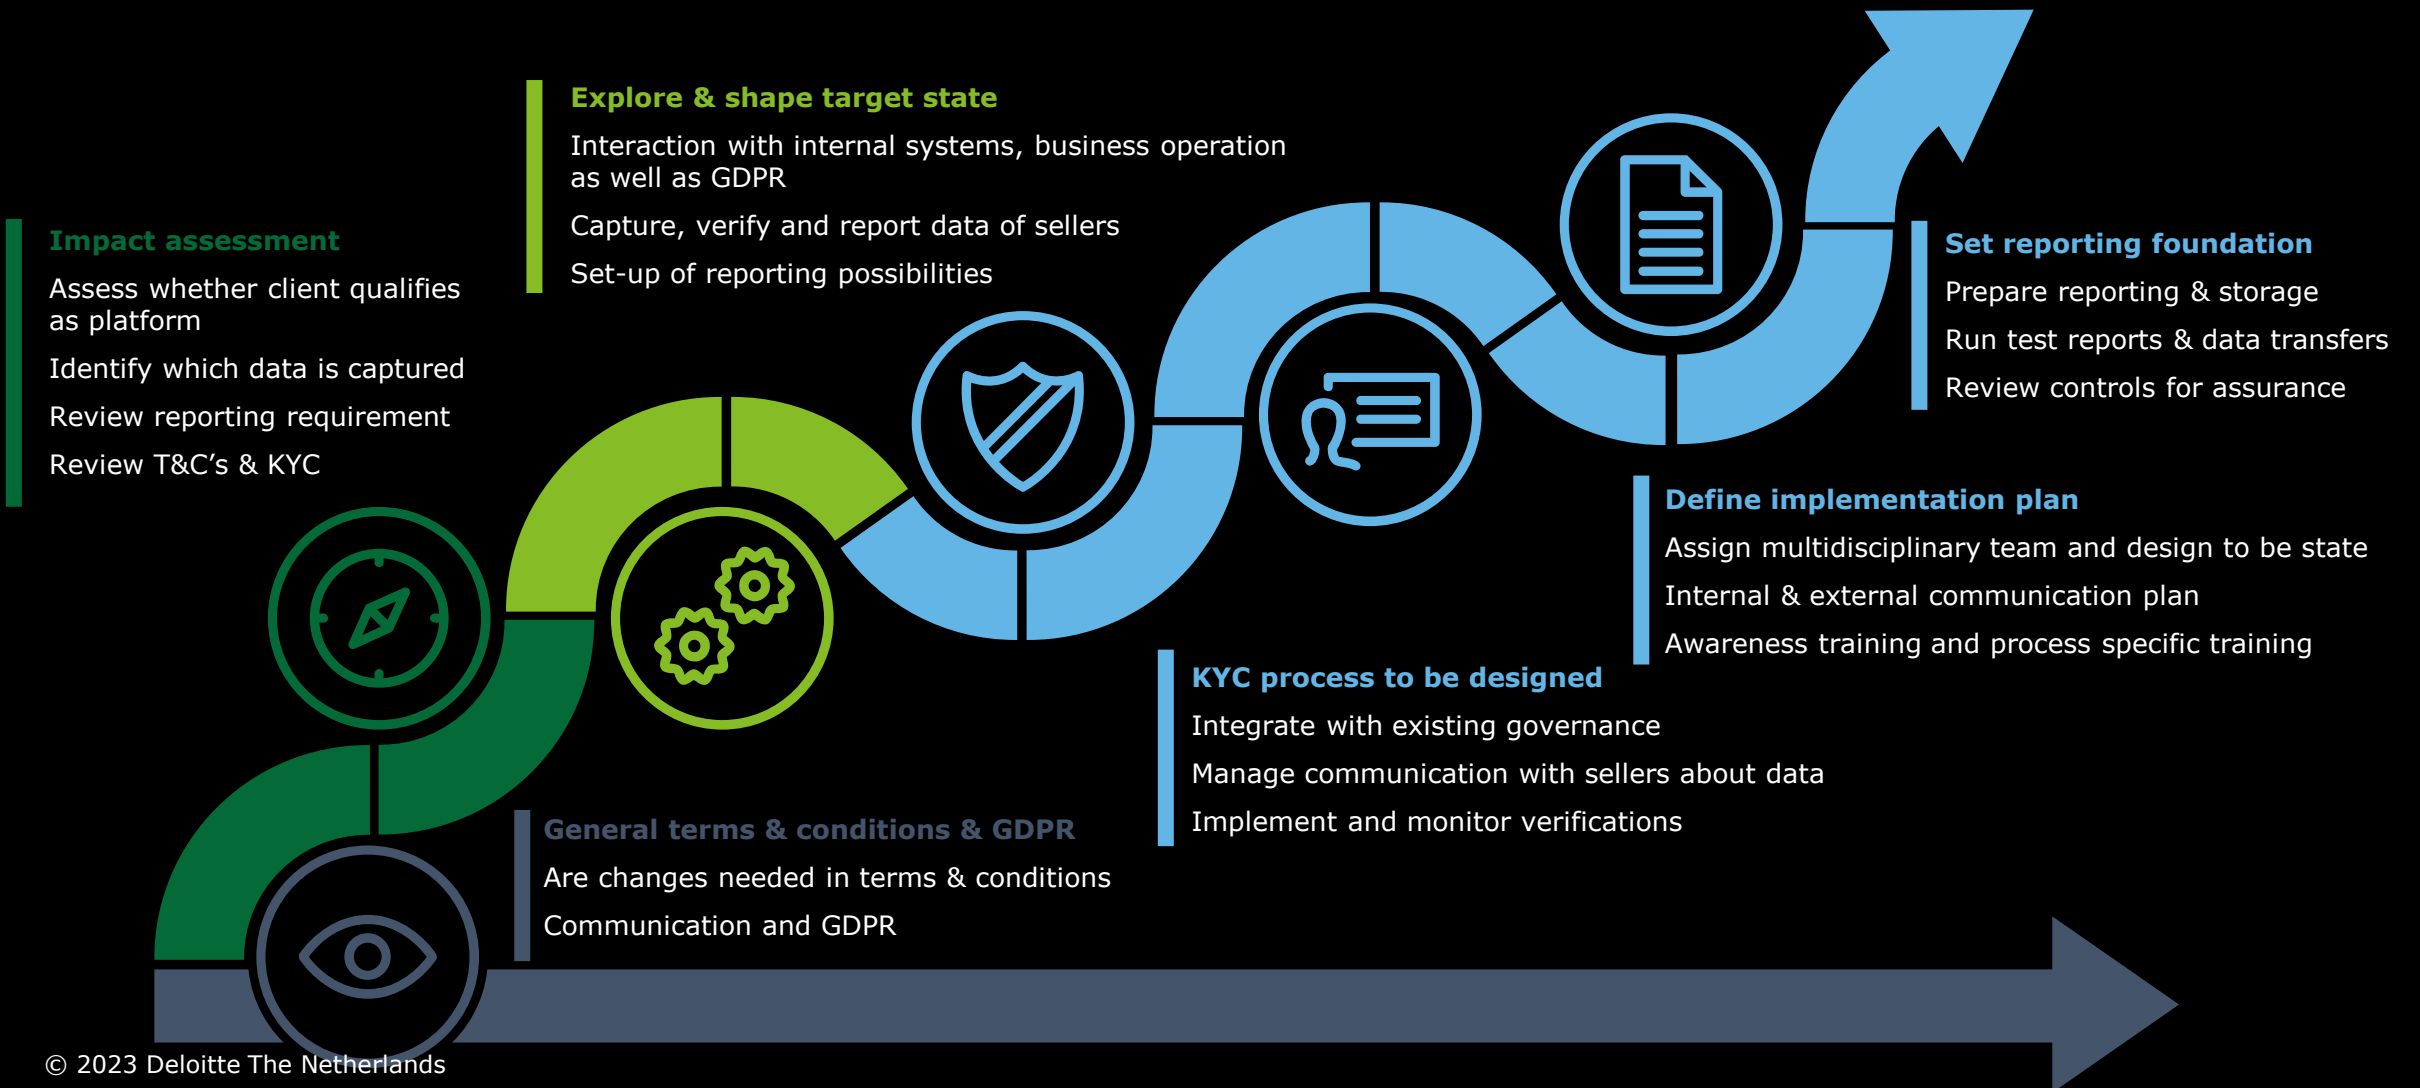 Explore & shape target state
Interaction with internal systems, business operation
as well as GDPR
Capture, verify and report data of sellers
Set-up of reporting possibilities
Impact assessment
Assess whether client qualifies
as platform
Identify which data is captured
Review reporting requirement
Review T&C’s & KYC
Set reporting foundation
Prepare reporting & storage
Run test reports & data transfers
Review controls for assurance
Define implementation plan
Assign multidisciplinary team and design to be state
Internal & external communication plan
Awareness training and process specific training
KYC process to be designed
Integrate with existing governance
Manage communication with sellers about data
Implement and monitor verifications
General terms & conditions & GDPR
Are changes needed in terms & conditions
Communication and GDPR
© 2023 Deloitte The Netherlands